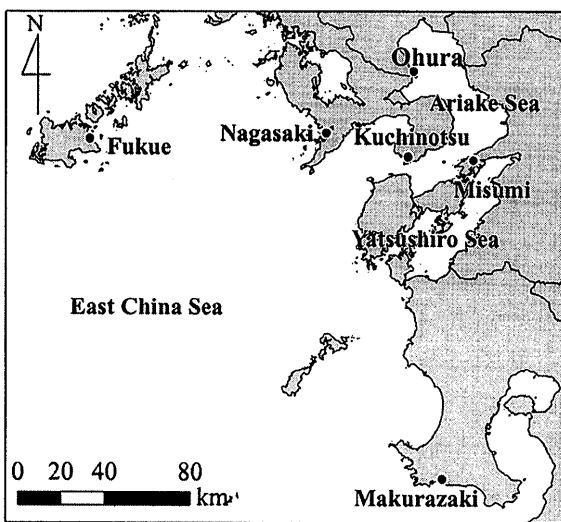 N
Ohura
Ariake Sea
Nagasaki
Kuchinotsu
Fukue
Misumi
Yatsushiro Sea
East China Sea
0 20 40 80
km
Makurazaki